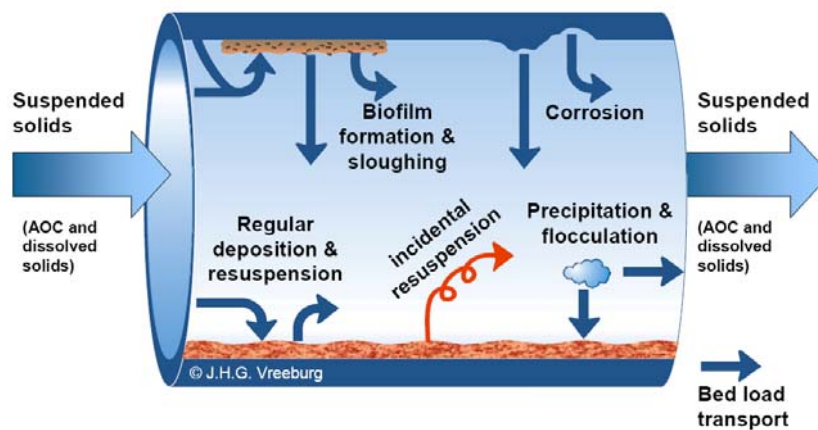 Suspended
solids
(AOC and
dissolved
solids)
Biofilm
formation &
sloughing
Corrosion
Regular
deposition &
resuspension
incidental
resuspension
Precipitation &
flocculation
Suspended
solids
(AOC and
dissolved
solids)
© J.H.G. Vreeburg
Bed load
transport